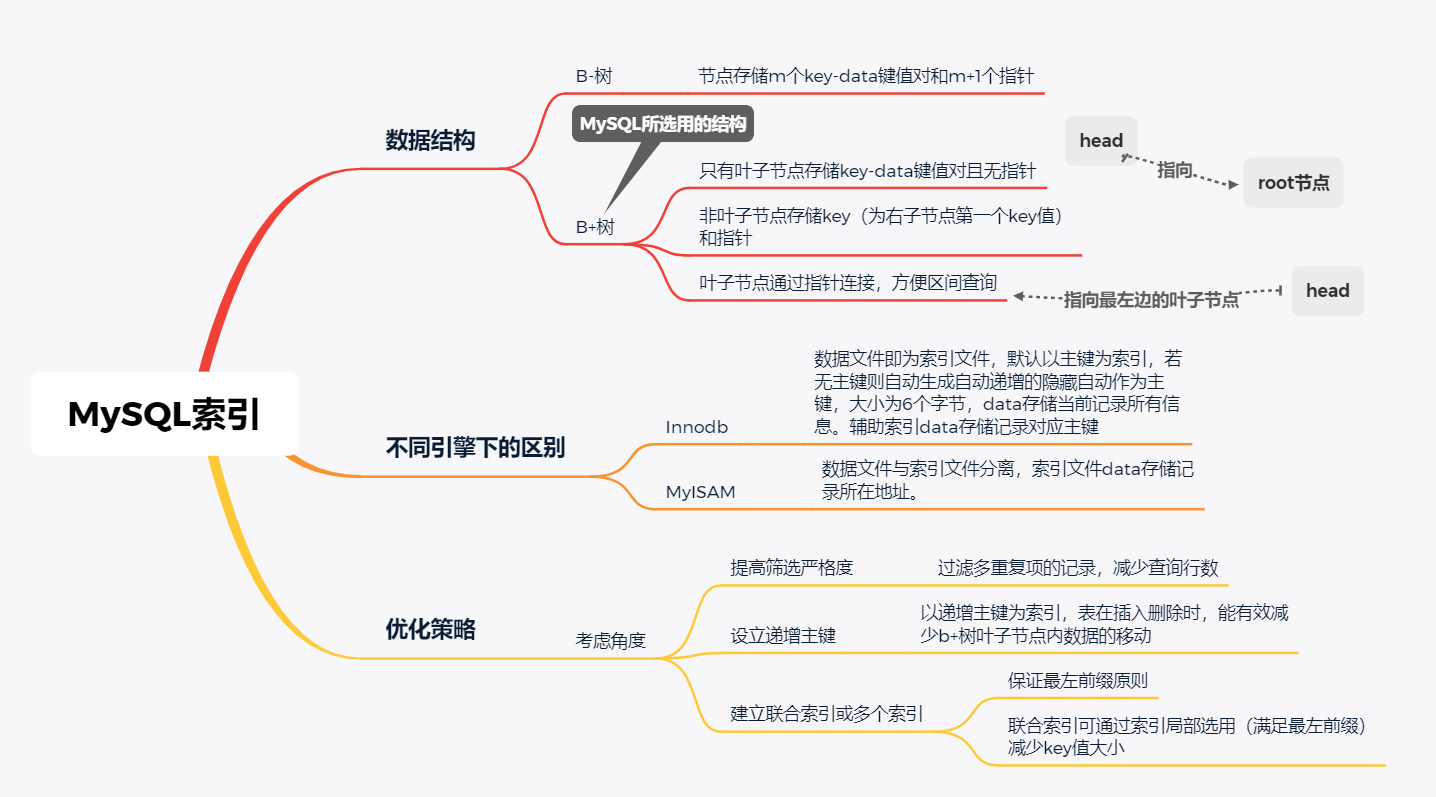 MySQL索引
数据结构
B-树
节点存储m个key-data键值对和m+1个指针
MySQL所选用的结构
B+树
只有叶子节点存储key-data键值对且无指针
非叶子节点存储key（为右子节点第一个key值）
和指针
叶子节点通过指针连接，方便区间查询
head
指向
root节点
指向最左边的叶子节点
head
不同引擎下的区别
Innodb
数据文件即为索引文件，默认以主键为索引，若
无主键则自动生成自动递增的隐藏自动作为主
键，大小为6个字节，data存储当前记录所有信
息。辅助索引data存储记录对应主键
MyISAM
数据文件与索引文件分离，索引文件data存储记
录所在地址。
优化策略
考虑角度
提高筛选严格度
过滤多重复项的记录，减少查询行数
设立递增主键
以递增主键为索引，表在插入删除时，能有效减
少b+树叶子节点内数据的移动
建立联合索引或多个索引
保证最左前缀原则
联合索引可通过索引局部选用（满足最左前缀）
减少key值大小